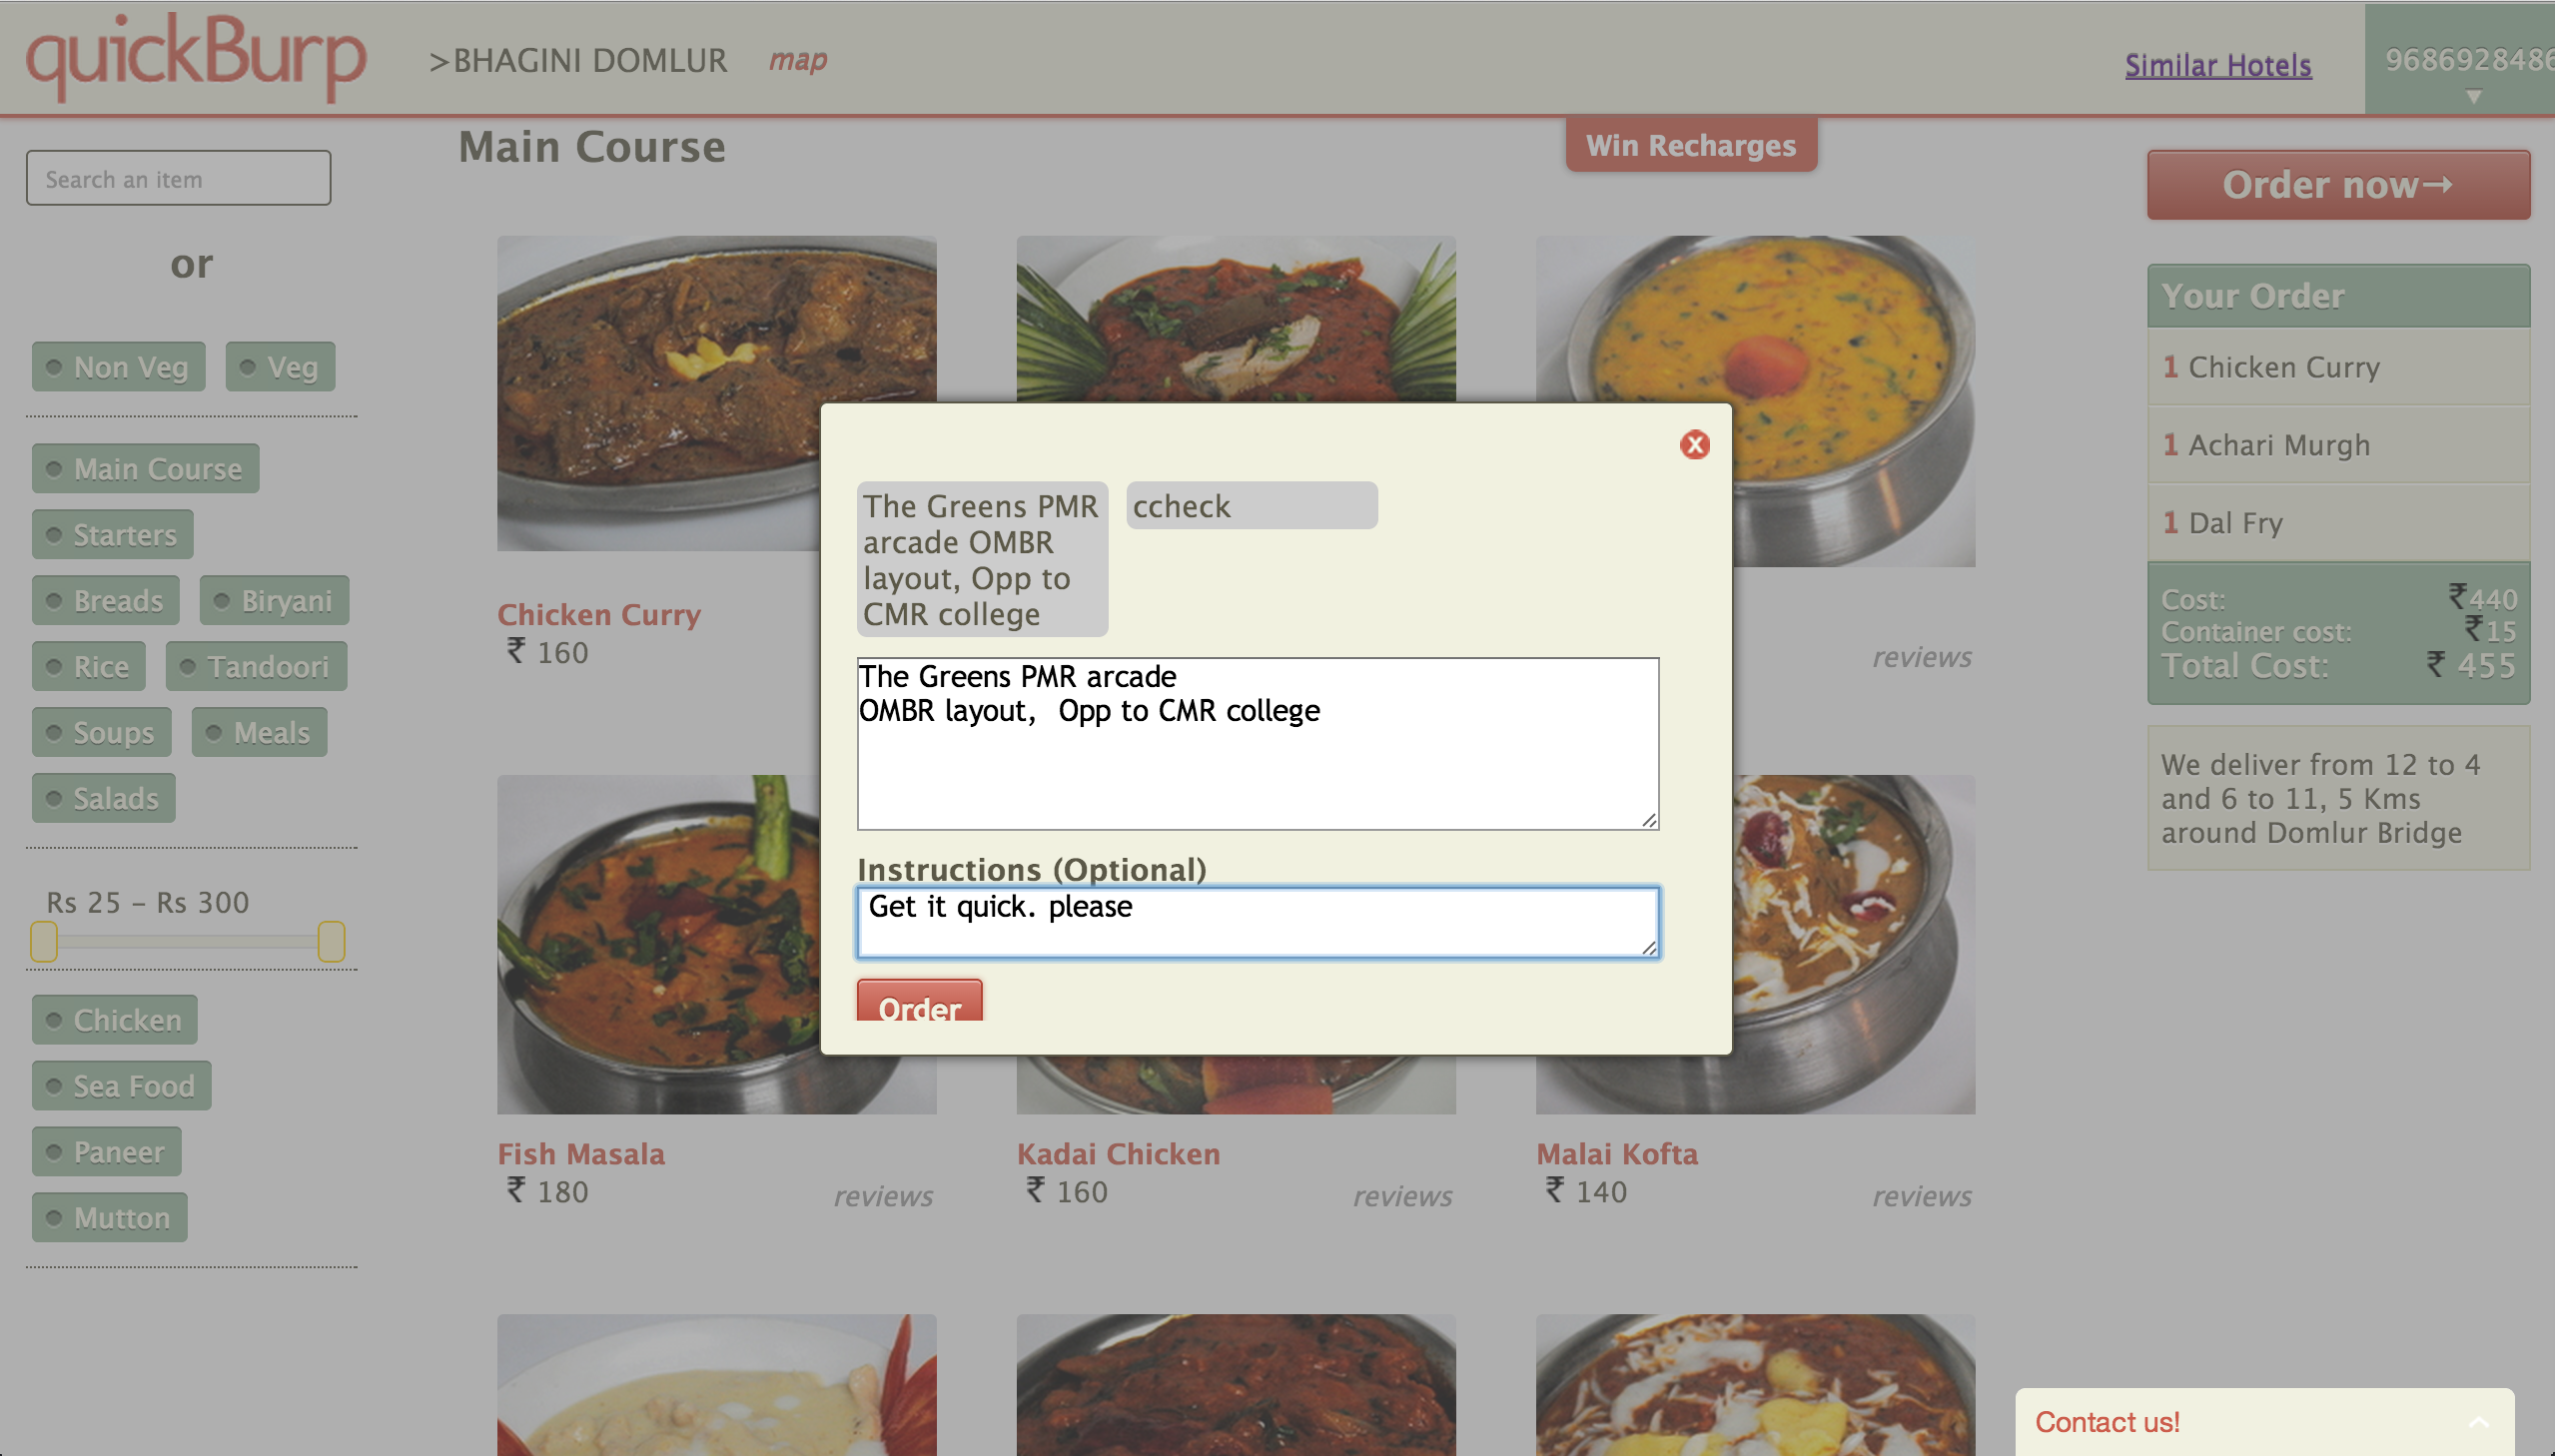 quickBurp
>BHAGINI DOMLUR map
Similar Hotels
968692848
Search an item
or
Non Veg
Veg
Main Course
Starters
Breads
Biryani
Rice
Tandoori
Soups
Meals
Salads
Rs 25 – Rs 300
Chicken
Sea Food
Paneer
Mutton
Main Course
Win Recharges
Chicken Curry
₹ 160
reviews
Fish Masala
₹ 180
reviews
Kadai Chicken
₹ 160
reviews
Malai Kofta
₹ 140
reviews
X
The Greens PMR
arcade OMBR
layout, Opp to
CMR college
ccheck
The Greens PMR arcade
OMBR layout,  Opp to CMR college
Instructions (Optional)
Get it quick. please
Order
Order now→
Your Order
1 Chicken Curry
1 Achari Murgh
1 Dal Fry
Cost: ₹440
Container cost: ₹15
Total Cost: ₹ 455
We deliver from 12 to 4
and 6 to 11, 5 Kms
around Domlur Bridge
Contact us!